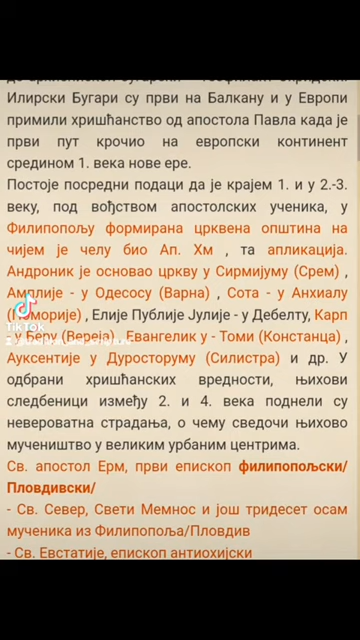 Илирски Бугари су први на Балкану и у Европи
примили хришћанство од апостола Павла када је
први пут крочио на европски континент
средином 1. века нове ере.
Постоје посредни подаци да је крајем 1. и у 2.-3.
веку, под вођством апостолских ученика, у
Филипопољу формирана црквена општина на
чијем је челу био Ап. Хм , та апликација.
Андроник је основао цркву у Сирмијуму (Срем) ,
Амплије - у Одесосу (Варна) , Сота - у Анхиалу
(Поморије) , Елије Публије Јулије - у Дебелту, Карп
у Беру (Вереја) , Евангелик у - Томи (Констанца) ,
Ауксентије у Дуросторуму (Силистра) и др. У
одбрани хришћанских вредности, њихови
следбеници између 2. и 4. века поднели су
невероватна страдања, о чему сведочи њихово
мучеништво у великим урбаним центрима.
Св. апостол Ерм, први епископ филипопољски/
Пловдивски/
- Св. Север, Свети Мемнос и још тридесет осам
мученика из Филипопоља/Пловдив
- Св. Евстатије, епископ антиохијски
TikTok